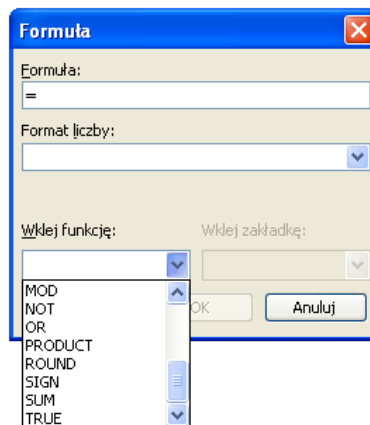 Formuła
Formuła:
=
Format liczby:
Wklej funkcję:
Wklej zakładkę:
MOD
NOT
OR
PRODUCT
ROUND
SIGN
SUM
TRUE
OK
Anuluj